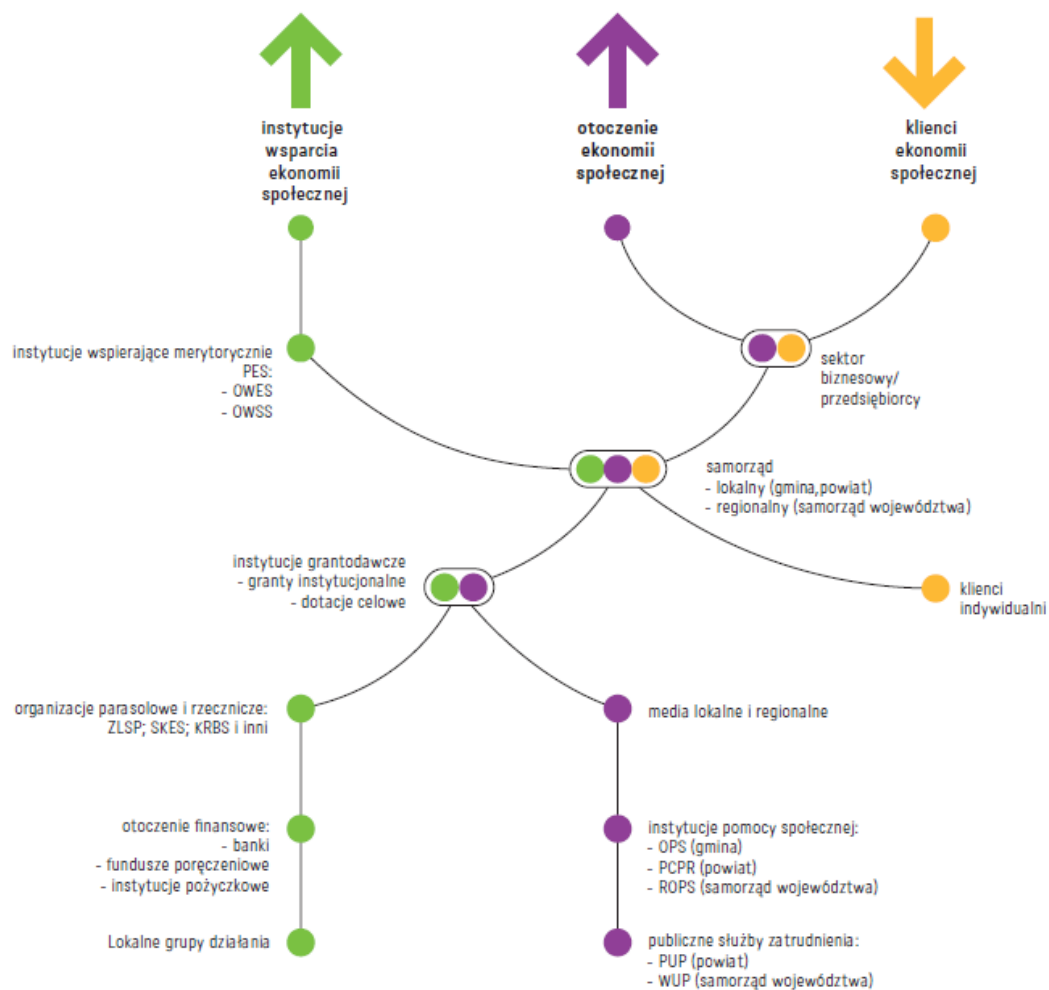 instytucje
wsparcia
ekonomii
społecznej
otoczenie
ekonomii
społecznej
klienci
ekonomii
społecznej
instytucje wspierające merytorycznie
PES:
- OWES
- OWSS
sektor
biznesowy/
przedsiębiorcy
samorząd
- lokalny (gmina,powiat)
- regionalny (samorząd województwa)
instytucje grantodawcze
- granty instytucjonalne
- dotacje celowe
klienci
indywidualni
organizacje parasolowe i rzecznicze:
ZLSP; SKES; KRBS i inni
media lokalne i regionalne
otoczenie finansowe:
- banki
- fundusze poręczeniowe
- instytucje pożyczkowe
instytucje pomocy społecznej:
- OPS (gmina)
- PCPR (powiat)
- ROPS (samorząd województwa)
Lokalne grupy działania
publiczne służby zatrudnienia:
- PUP (powiat)
- WUP (samorząd województwa)